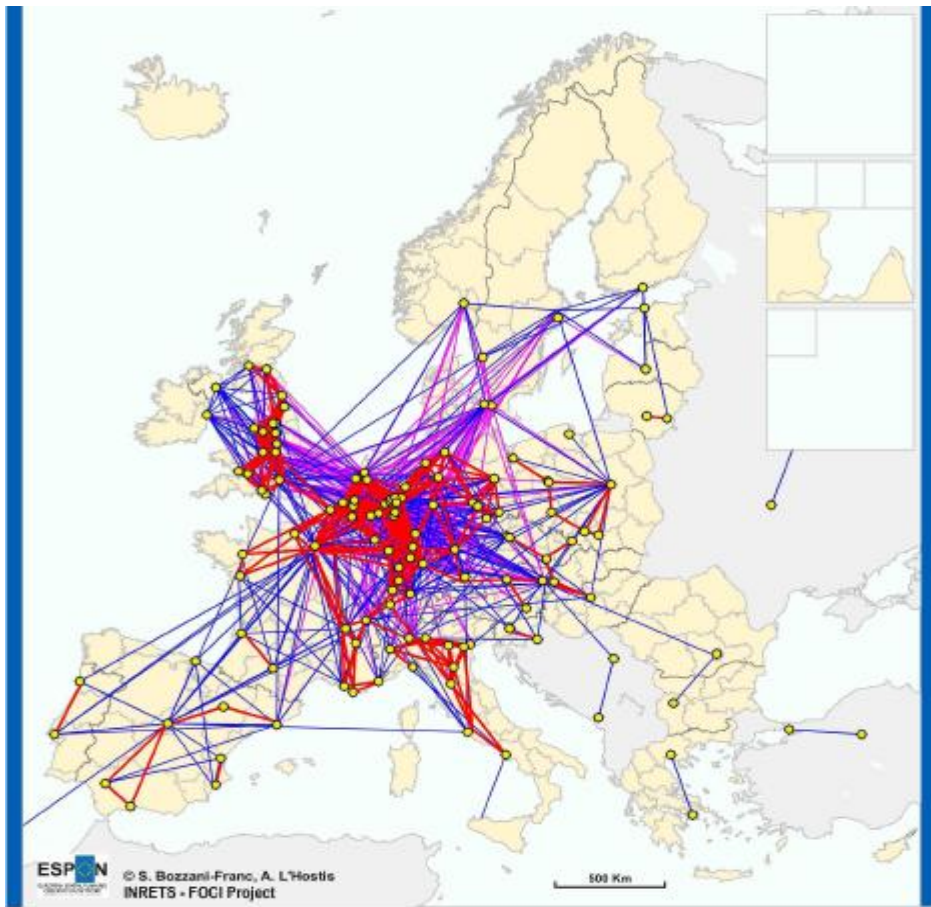 ESPON
© S. Bozzani-Franc, A. L'Hostis
INRETS - FOCI Project
500 Km